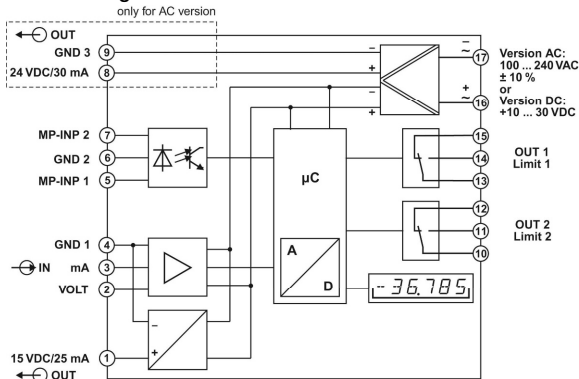 only for AC version
OUT
GND 3 9
24 VDC/30 mA 8
MP-INP 2 7
GND 2 6
MP-INP 1 5
GND 1 4
IN mA 3
VOLT 2
15 VDC/25 mA 1
OUT
− +
− +
− ~
+ ~
17 Version AC:
100 ... 240 VAC
± 10 %
or
16 Version DC:
+10 ... 30 VDC
µC
A
D
- 36.785
− +
15
14 OUT 1
Limit 1
13
12
11 OUT 2
Limit 2
10